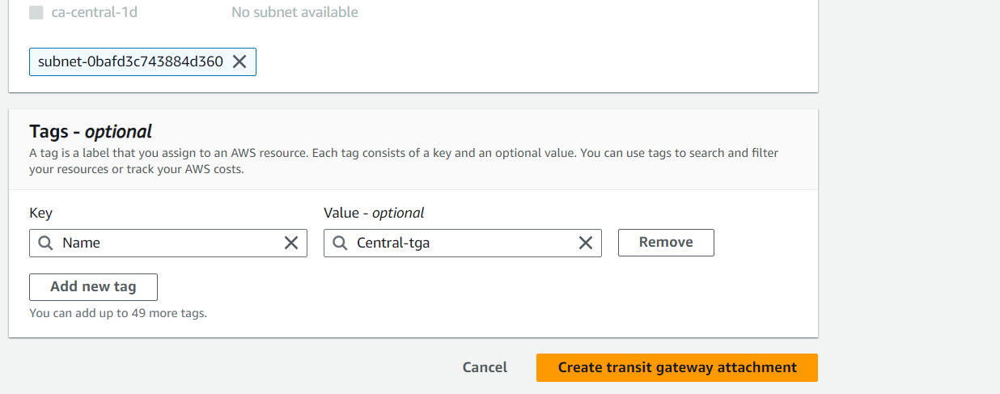 ca-central-1d No subnet available
subnet-0bafd3c743884d360
Tags - optional
A tag is a label that you assign to an AWS resource. Each tag consists of a key and an optional value. You can use tags to search and filter
your resources or track your AWS costs.
Key Value - optional
Name Central-tga Remove
Add new tag
You can add up to 49 more tags.
Cancel Create transit gateway attachment